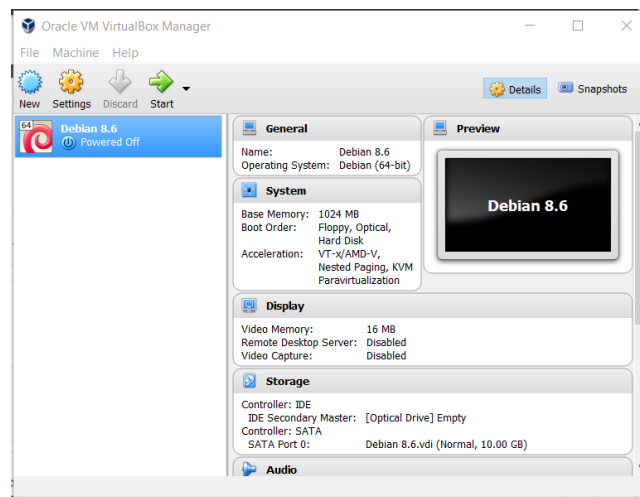 Oracle VM VirtualBox Manager
File Machine Help
New Settings Discard Start Details Snapshots
64
Debian 8.6
Powered Off
General
Name: Debian 8.6
Operating System: Debian (64-bit)
System
Base Memory: 1024 MB
Boot Order: Floppy, Optical,
Hard Disk
Acceleration: VT-x/AMD-V,
Nested Paging, KVM
Paravirtualization
Preview
Debian 8.6
Display
Video Memory: 16 MB
Remote Desktop Server: Disabled
Video Capture: Disabled
Storage
Controller: IDE
IDE Secondary Master: [Optical Drive] Empty
Controller: SATA
SATA Port 0: Debian 8.6.vdi (Normal, 10.00 GB)
Audio